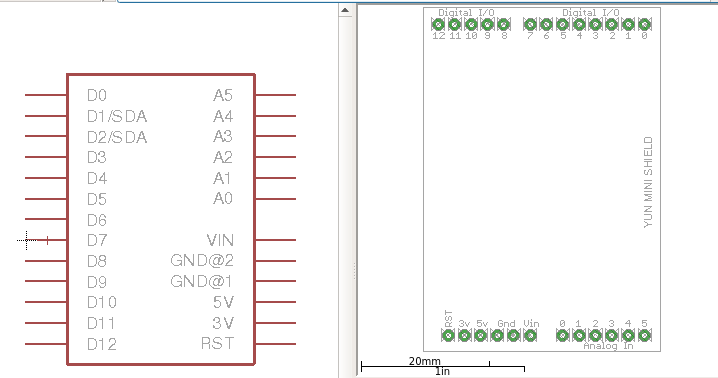 D0 A5
D1/SDA A4
D2/SDA A3
D3 A2
D4 A1
D5 A0
D6
D7 VIN
D8 GND@2
D9 GND@1
D10 5V
D11 3V
D12 RST
Digital I/O Digital I/O
12 11 10 9 8 7 6 5 4 3 2 1 0
YUN MINI SHIELD
RST 3v 5v Gnd Vin 0 1 2 3 4 5
Analog In
20mm
1in